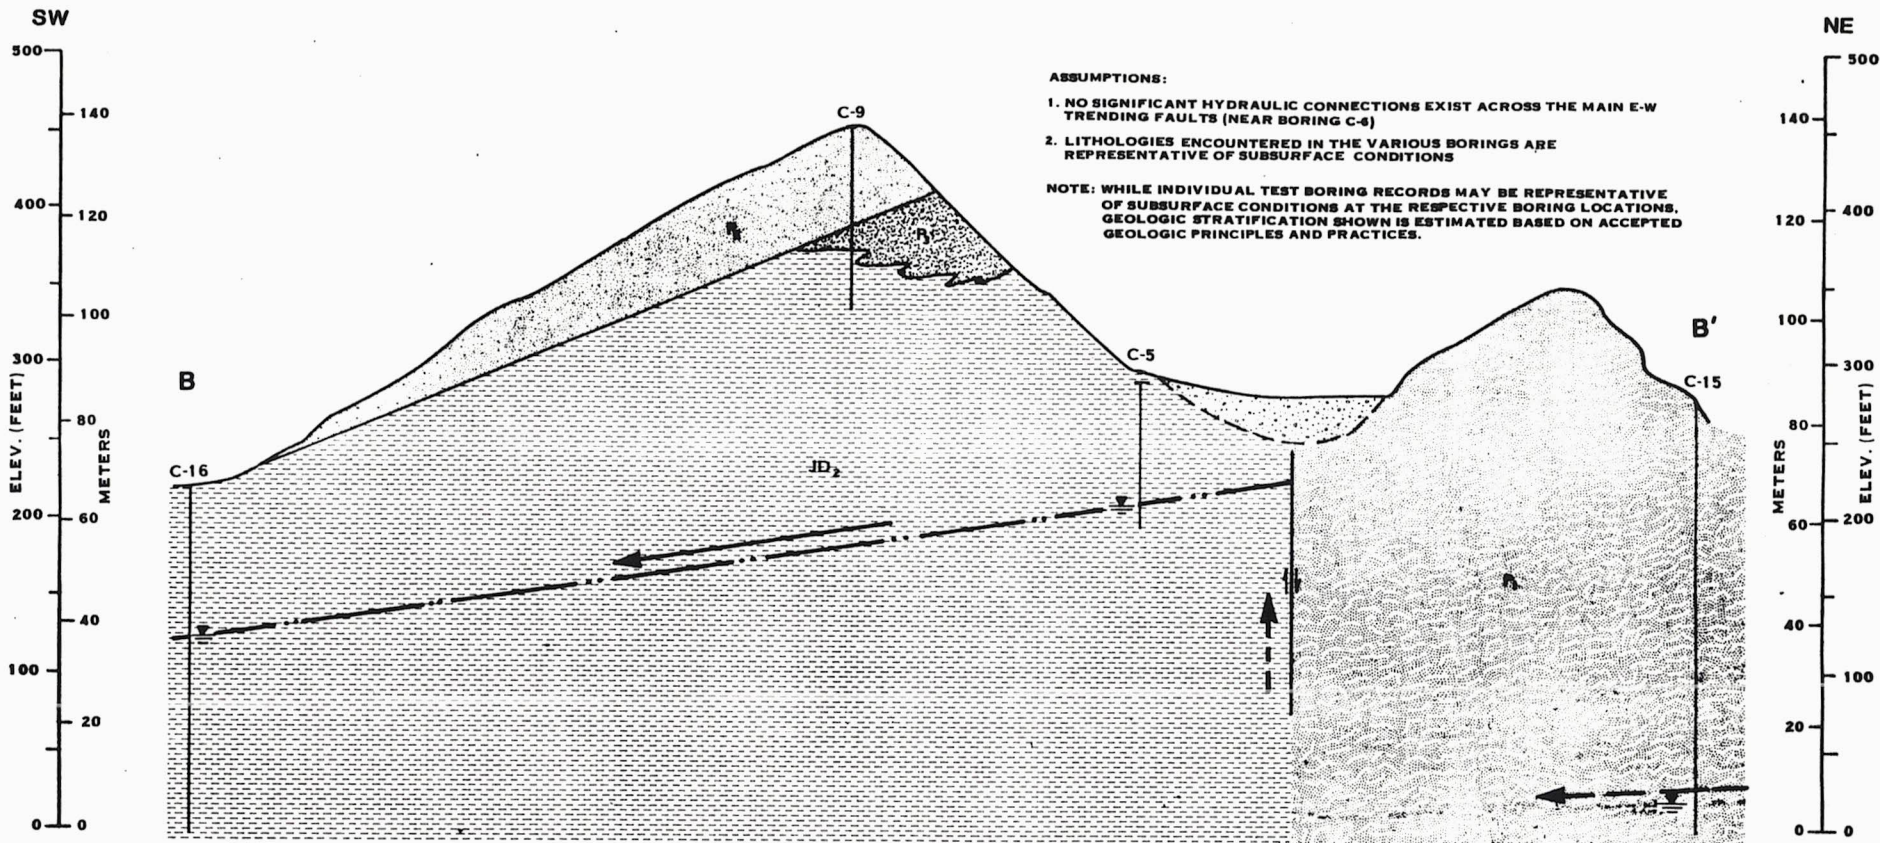 SW
NE
500
400
300
200
100
0
ELEV. (FEET)
140
120
100
80
60
40
20
0
METERS
ASSUMPTIONS:
1. NO SIGNIFICANT HYDRAULIC CONNECTIONS EXIST ACROSS THE MAIN E-W
TRENDING FAULTS (NEAR BORING C-6)
2. LITHOLOGIES ENCOUNTERED IN THE VARIOUS BORINGS ARE
REPRESENTATIVE OF SUBSURFACE CONDITIONS
NOTE: WHILE INDIVIDUAL TEST BORING RECORDS MAY BE REPRESENTATIVE
OF SUBSURFACE CONDITIONS AT THE RESPECTIVE BORING LOCATIONS,
GEOLOGIC STRATIFICATION SHOWN IS ESTIMATED BASED ON ACCEPTED
GEOLOGIC PRINCIPLES AND PRACTICES.
C-9
B
C-16
JD₂
C-5
B′
C-15
140
120
100
80
60
40
20
0
METERS
500
400
300
200
100
0
ELEV. (FEET)